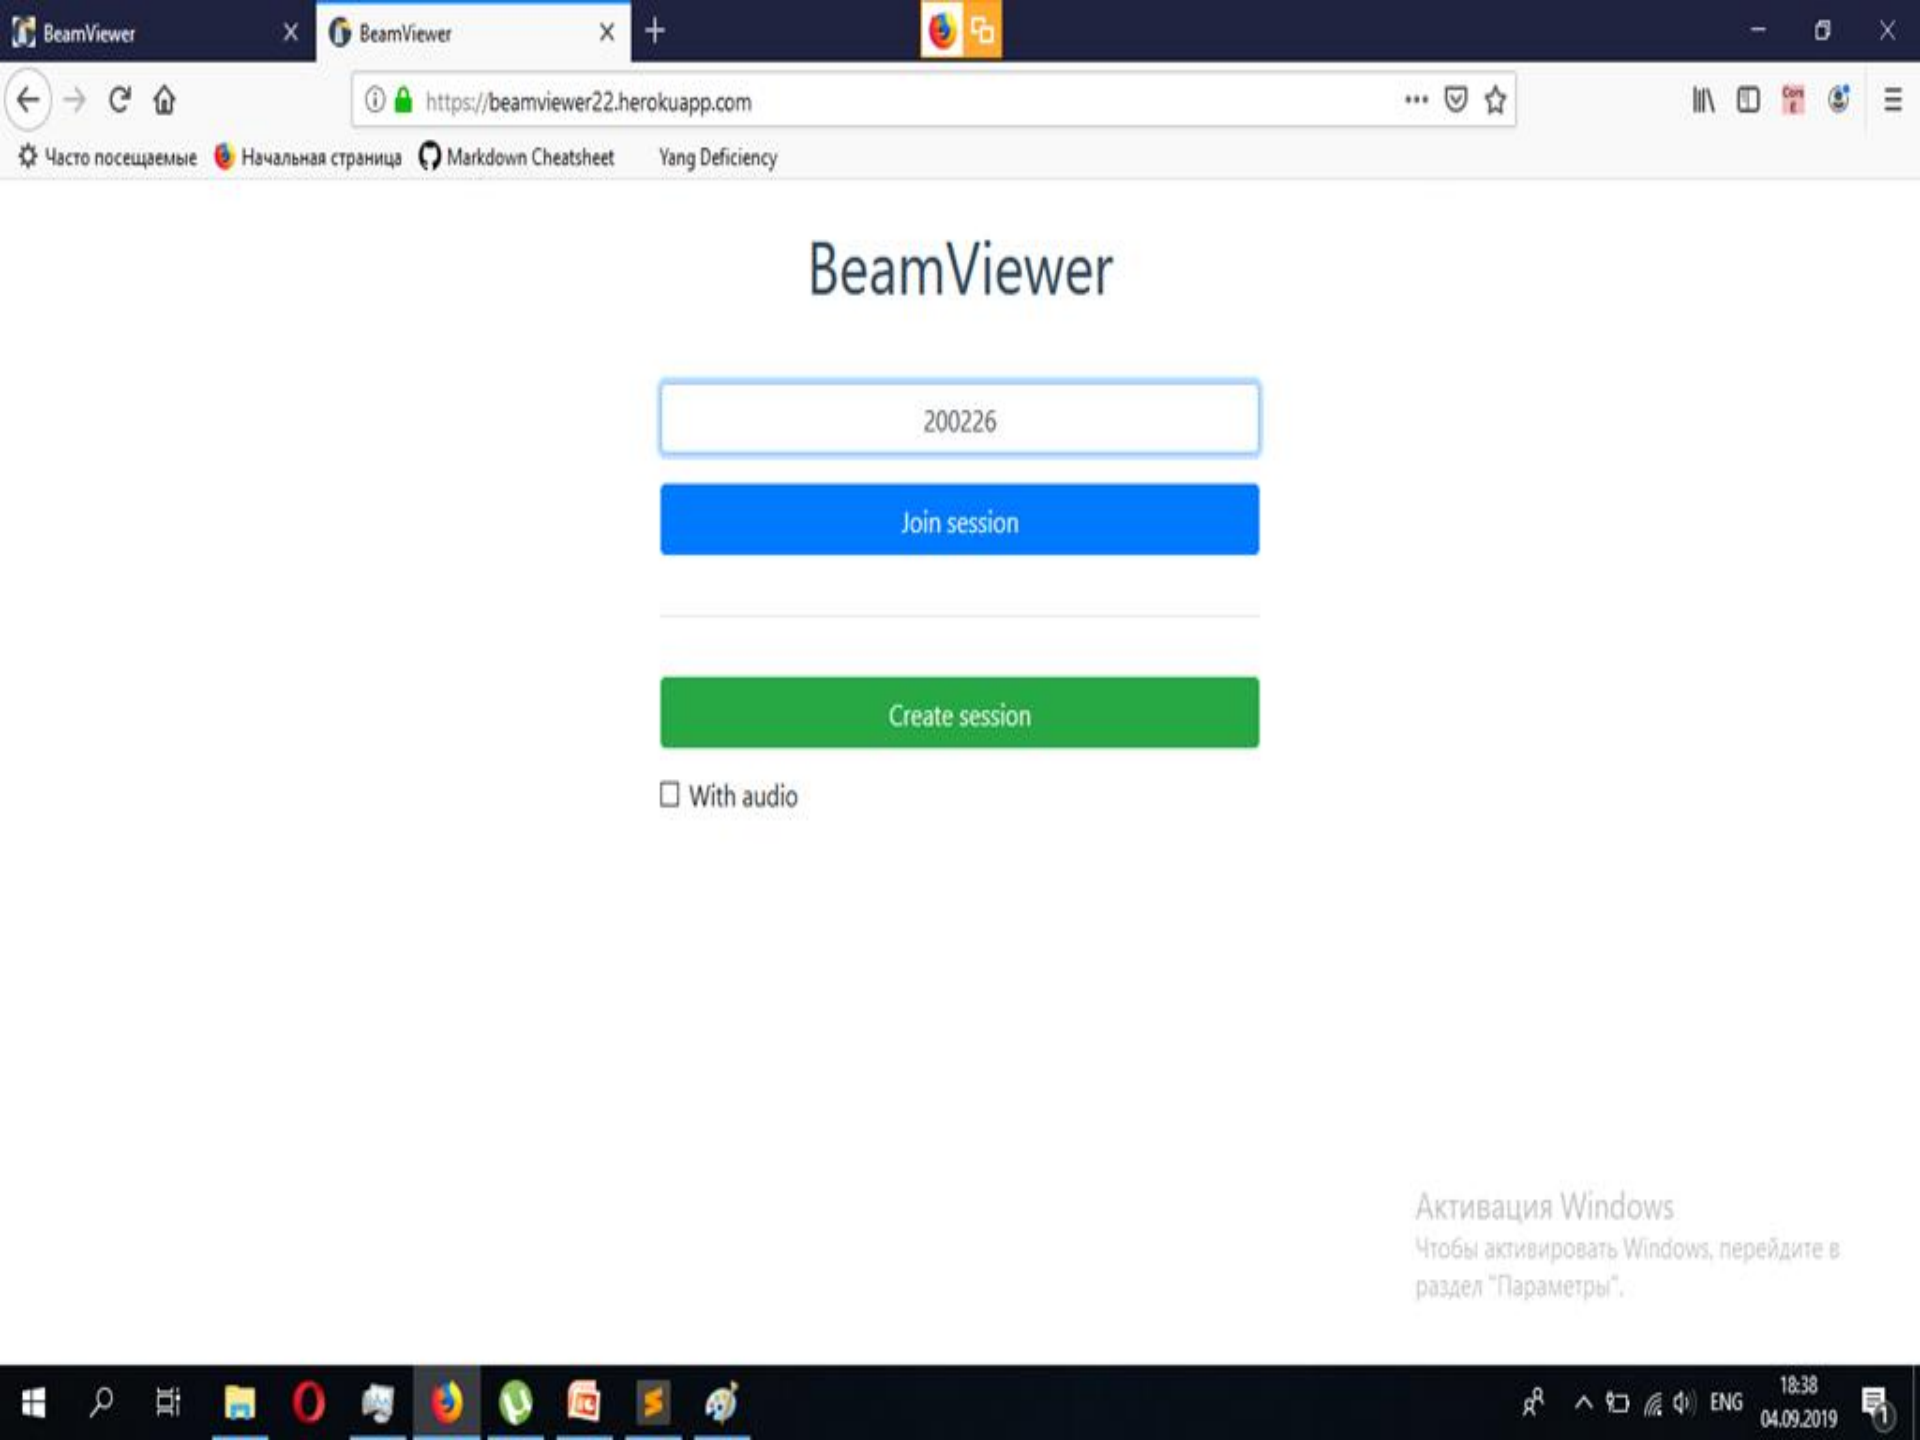 BeamViewer
BeamViewer
https://beamviewer22.herokuapp.com
Часто посещаемые Начальная страница Markdown Cheatsheet Yang Deficiency
BeamViewer
200226
Join session
Create session
With audio
Активация Windows
Чтобы активировать Windows, перейдите в
раздел "Параметры".
ENG
18:38
04.09.2019
1